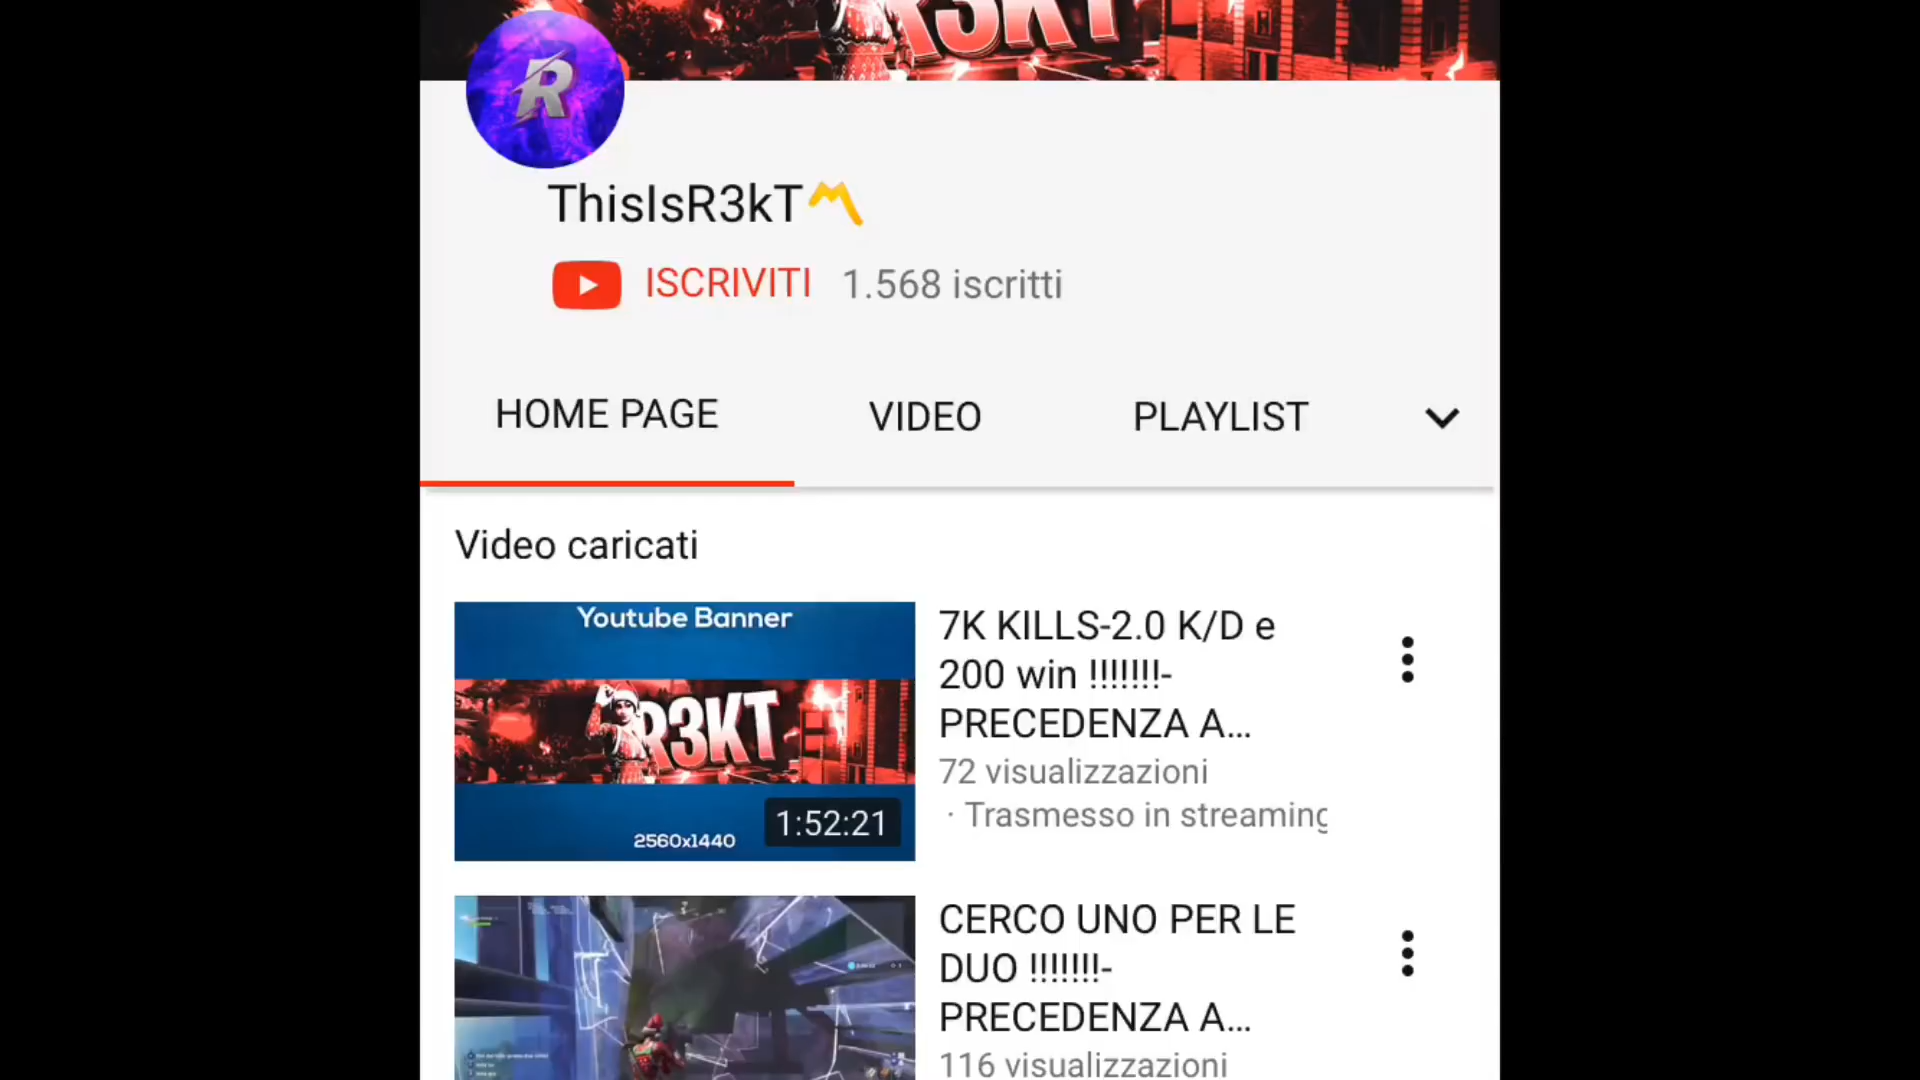 R3KT
R
ThisIsR3kT〽️
ISCRIVITI 1.568 iscritti
HOME PAGE VIDEO PLAYLIST
Video caricati
Youtube Banner
R3KT
2560x1440
1:52:21
7K KILLS-2.0 K/D e
200 win !!!!!!!-
PRECEDENZA A...
72 visualizzazioni
· Trasmesso in streaming
CERCO UNO PER LE
DUO !!!!!!!-
PRECEDENZA A...
116 visualizzazioni